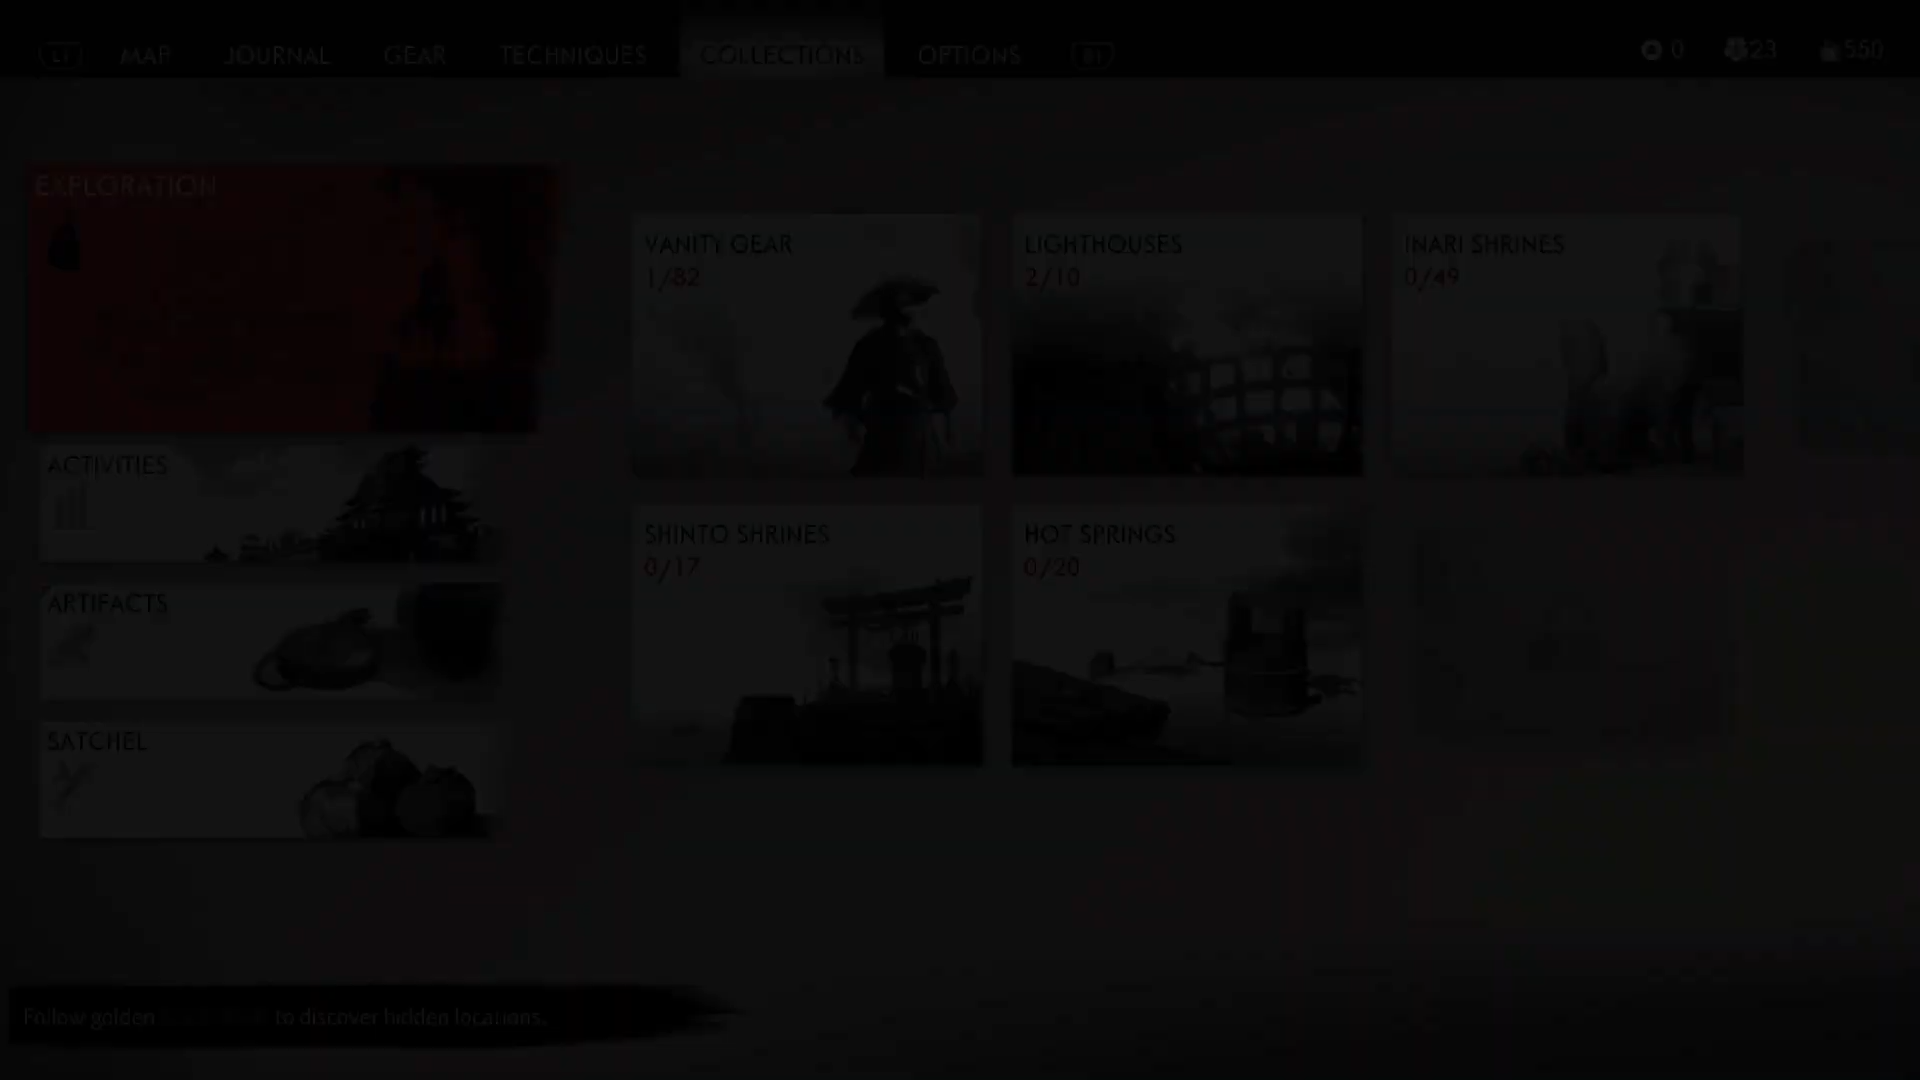 L1 MAP JOURNAL GEAR TECHNIQUES COLLECTIONS OPTIONS R1 0 23 550
EXPLORATION
ACTIVITIES
ARTIFACTS
SATCHEL
VANITY GEAR
1/82
LIGHTHOUSES
2/10
INARI SHRINES
0/49
SHINTO SHRINES
0/17
HOT SPRINGS
0/20
Follow golden to discover hidden locations.